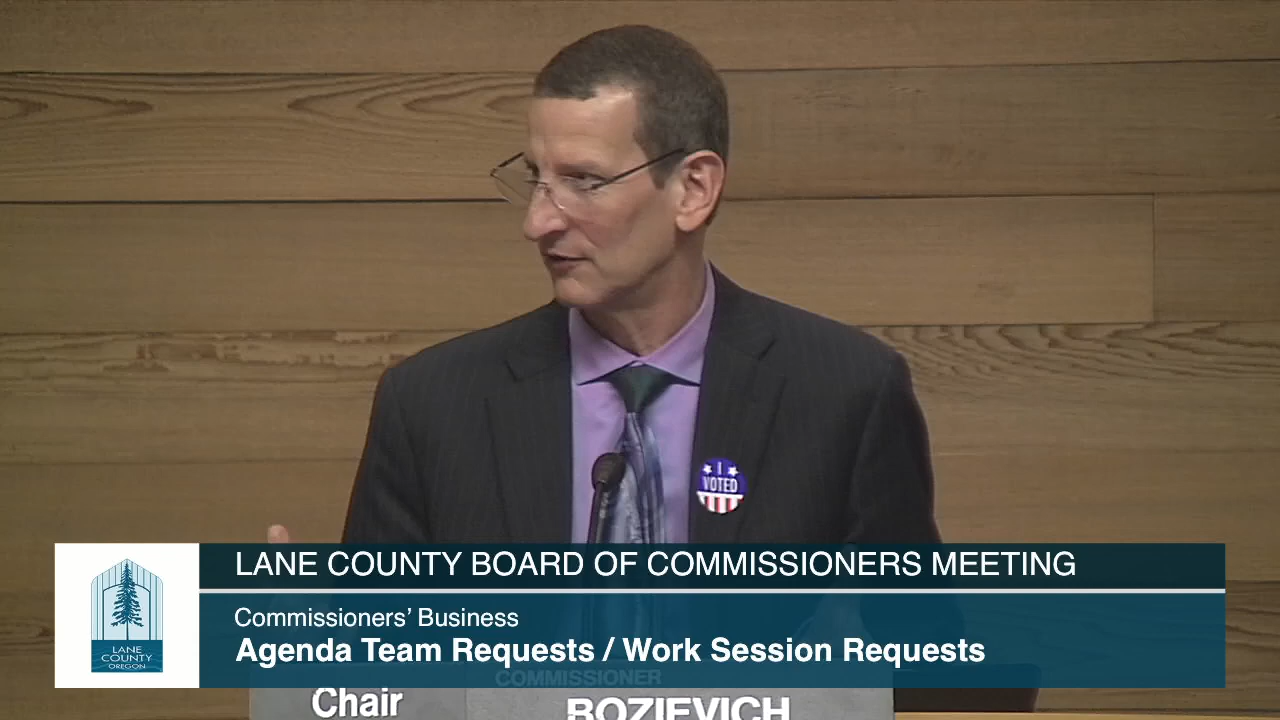 I
VOTED
LANE COUNTY BOARD OF COMMISSIONERS MEETING
Commissioners’ Business
Agenda Team Requests / Work Session Requests
LANE
COUNTY
OREGON
COMMISSIONER
Chair
BOZIEVICH